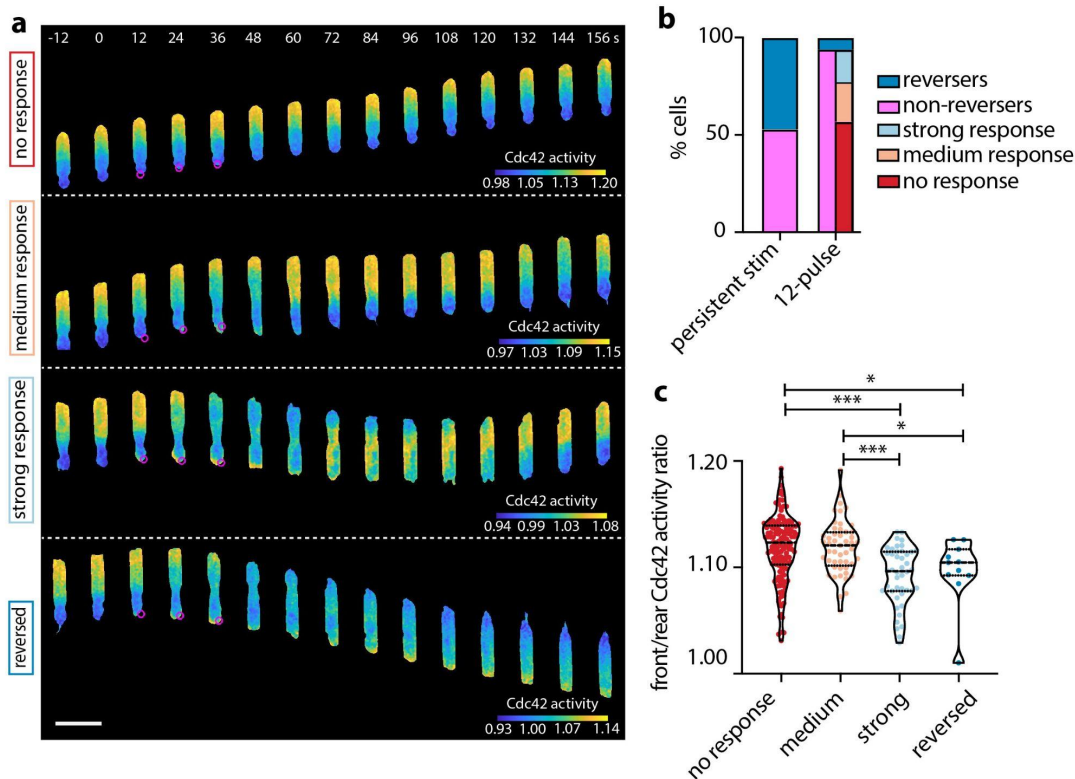 a
-12 0 12 24 36 48 60 72 84 96 108 120 132 144 156 s
no response
Cdc42 activity
0.98 1.05 1.13 1.20
medium response
Cdc42 activity
0.97 1.03 1.09 1.15
strong response
Cdc42 activity
0.94 0.99 1.03 1.08
reversed
Cdc42 activity
0.93 1.00 1.07 1.14
b
% cells
100
50
0
persistent stim
12-pulse
reversers
non-reversers
strong response
medium response
no response
c
front/rear Cdc42 activity ratio
1.20
1.10
1.00
*
***
*
***
no response
medium
strong
reversed